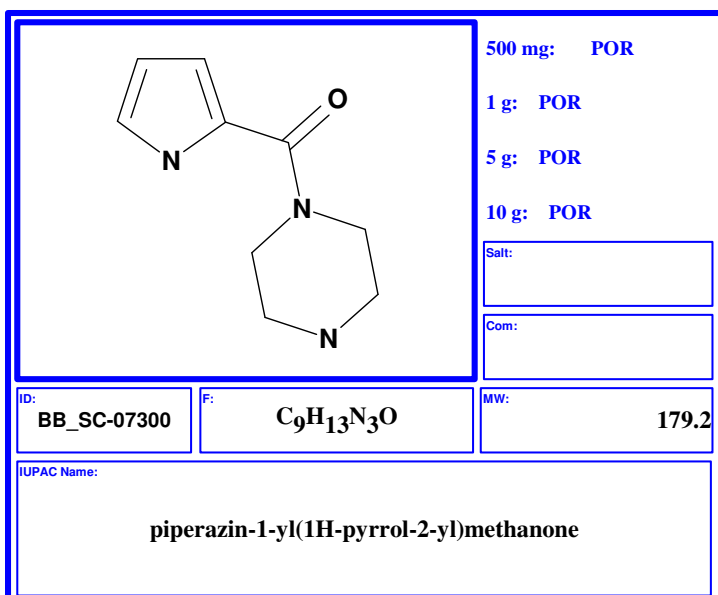 500 mg: POR
1 g: POR
5 g: POR
10 g: POR
O
N
N
N
Salt:
Com:
ID:
BB_SC-07300
F:
C9H13N3O
MW:
179.2
IUPAC Name:
piperazin-1-yl(1H-pyrrol-2-yl)methanone